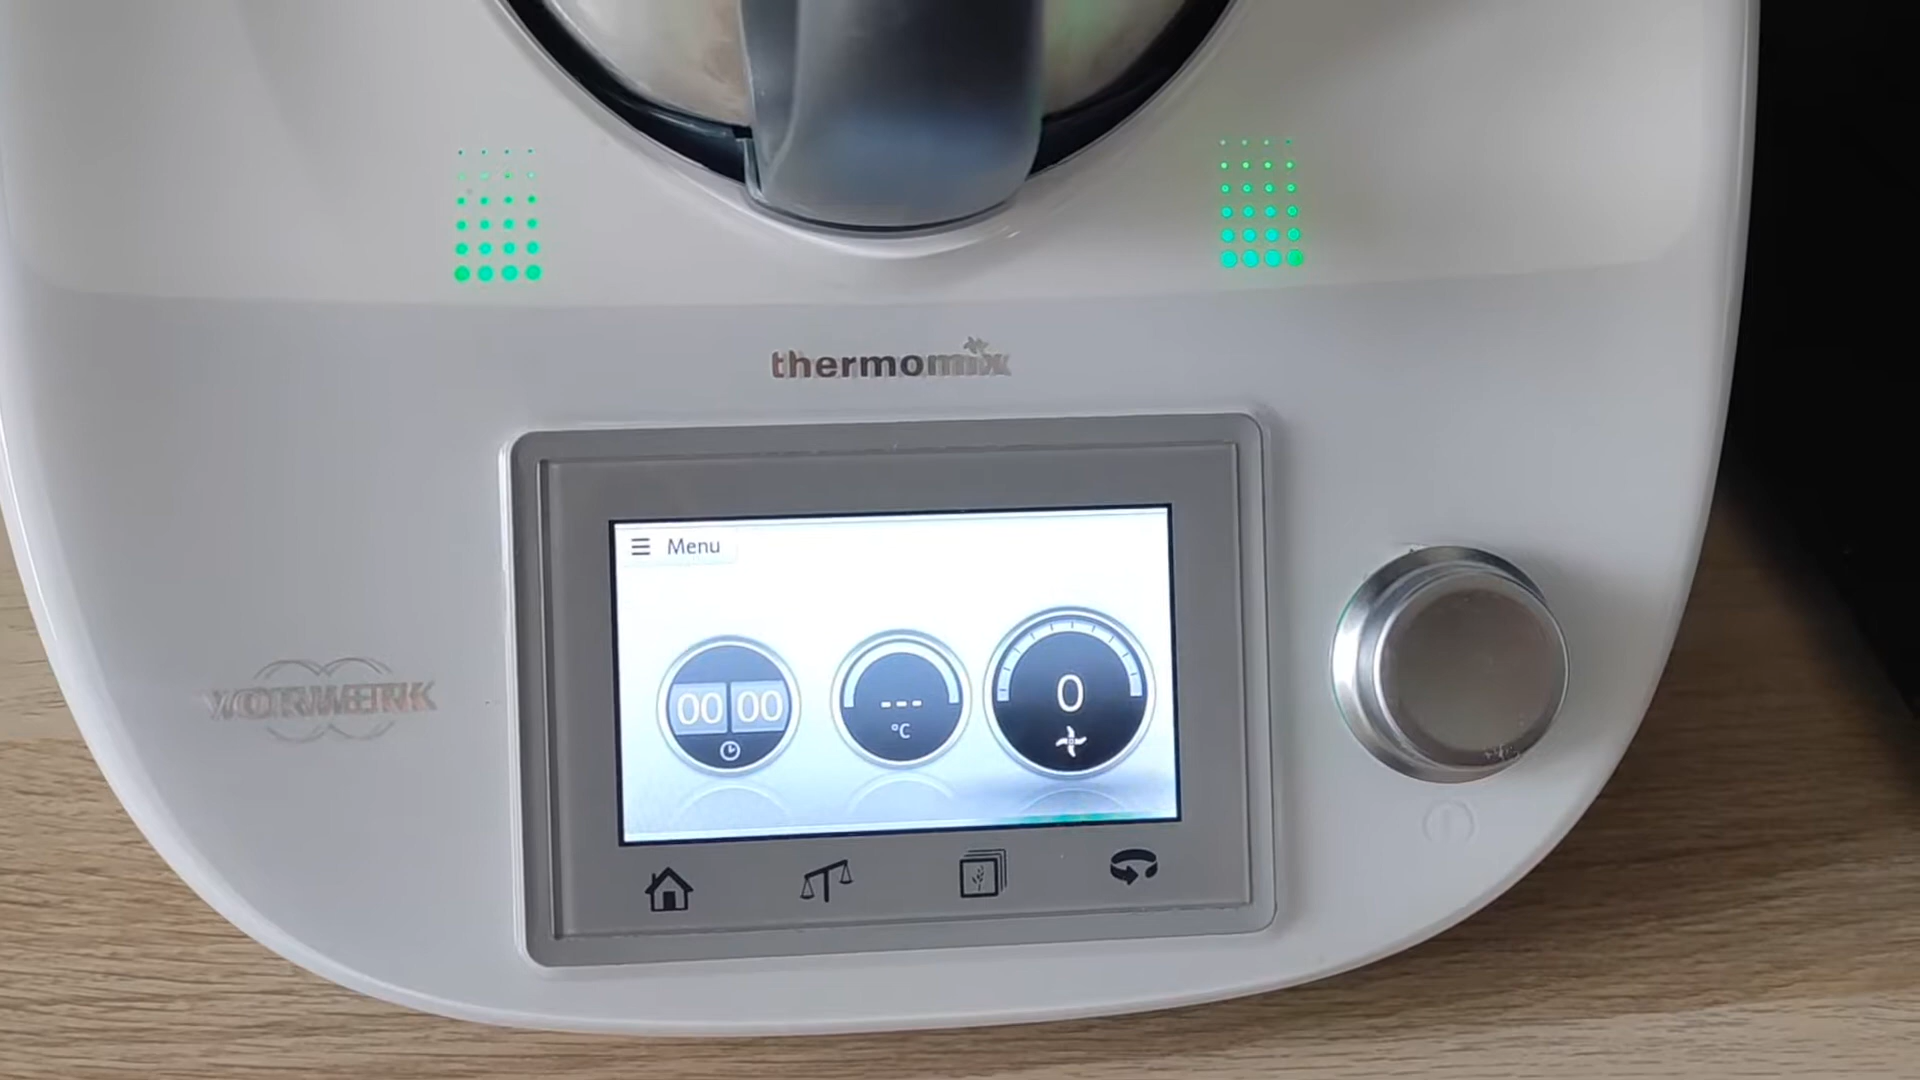 thermomix
Menu
00 00
---
°C
0
VORWERK